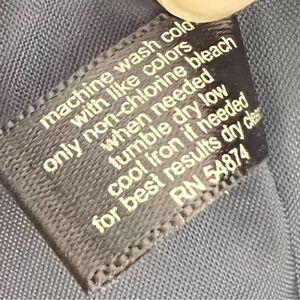 machine wash cold
with like colors
only non-chlorine bleach
when needed
tumble dry low
cool iron if needed
for best results dry clean
RN 54874